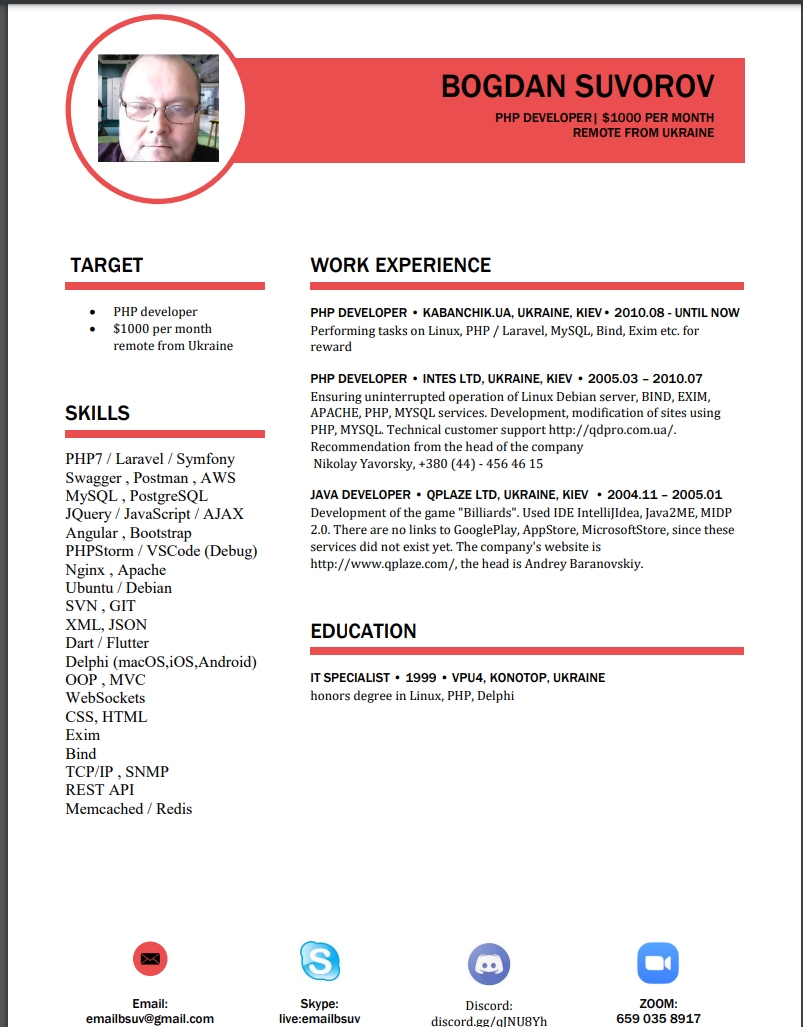 BOGDAN SUVOROV
PHP DEVELOPER| $1000 PER MONTH
REMOTE FROM UKRAINE
TARGET
• PHP developer
• $1000 per month
remote from Ukraine
SKILLS
PHP7 / Laravel / Symfony
Swagger , Postman , AWS
MySQL , PostgreSQL
JQuery / JavaScript / AJAX
Angular , Bootstrap
PHPStorm / VSCode (Debug)
Nginx , Apache
Ubuntu / Debian
SVN , GIT
XML, JSON
Dart / Flutter
Delphi (macOS,iOS,Android)
OOP , MVC
WebSockets
CSS, HTML
Exim
Bind
TCP/IP , SNMP
REST API
Memcached / Redis
WORK EXPERIENCE
PHP DEVELOPER • KABANCHIK.UA, UKRAINE, KIEV• 2010.08 - UNTIL NOW
Performing tasks on Linux, PHP / Laravel, MySQL, Bind, Exim etc. for
reward
PHP DEVELOPER • INTES LTD, UKRAINE, KIEV • 2005.03 – 2010.07
Ensuring uninterrupted operation of Linux Debian server, BIND, EXIM,
APACHE, PHP, MYSQL services. Development, modification of sites using
PHP, MYSQL. Technical customer support http://qdpro.com.ua/.
Recommendation from the head of the company
Nikolay Yavorsky, +380 (44) - 456 46 15
JAVA DEVELOPER • QPLAZE LTD, UKRAINE, KIEV • 2004.11 – 2005.01
Development of the game "Billiards". Used IDE IntelliJIdea, Java2ME, MIDP
2.0. There are no links to GooglePlay, AppStore, MicrosoftStore, since these
services did not exist yet. The company's website is
http://www.qplaze.com/, the head is Andrey Baranovskiy.
EDUCATION
IT SPECIALIST • 1999 • VPU4, KONOTOP, UKRAINE
honors degree in Linux, PHP, Delphi
Email:
emailbsuv@gmail.com
Skype:
live:emailbsuv
Discord:
discord.gg/qJNU8Yh
ZOOM:
659 035 8917